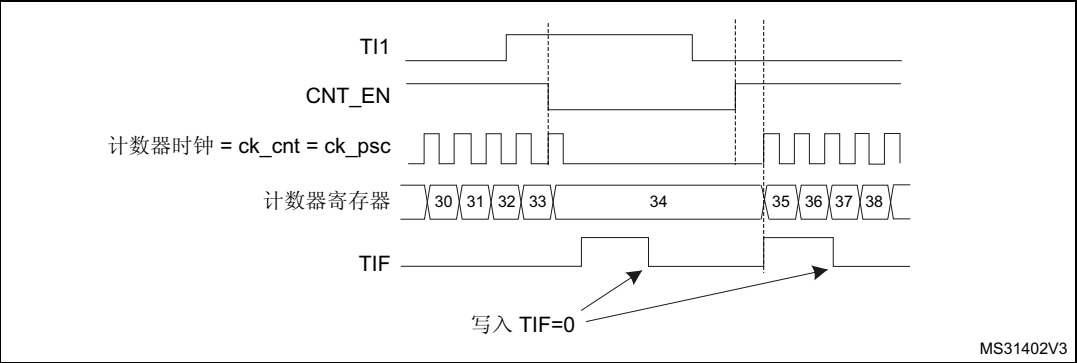 TI1
CNT_EN
计数器时钟 = ck_cnt = ck_psc
计数器寄存器 30 31 32 33 34 35 36 37 38
TIF
写入 TIF=0
MS31402V3